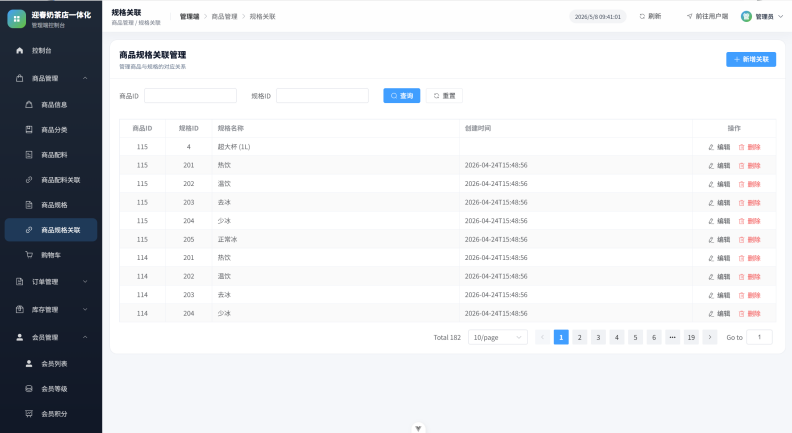 迎春奶茶店一体化
管理端控制台
控制台
商品管理
商品信息
商品分类
商品配料
商品配料关联
商品规格
商品规格关联
购物车
订单管理
库存管理
会员管理
会员列表
会员等级
会员积分
规格关联
商品管理 / 规格关联
管理端 > 商品管理 > 规格关联
2026/5/8 09:41:01
刷新
前往用户端
管
管理员
商品规格关联管理
管理商品与规格的对应关系
+ 新增关联
商品ID
规格ID
查询
重置
商品ID 规格ID 规格名称 创建时间 操作
115 4 超大杯 (1L) 编辑 删除
115 201 热饮 2026-04-24T15:48:56 编辑 删除
115 202 温饮 2026-04-24T15:48:56 编辑 删除
115 203 去冰 2026-04-24T15:48:56 编辑 删除
115 204 少冰 2026-04-24T15:48:56 编辑 删除
115 205 正常冰 2026-04-24T15:48:56 编辑 删除
114 201 热饮 2026-04-24T15:48:56 编辑 删除
114 202 温饮 2026-04-24T15:48:56 编辑 删除
114 203 去冰 2026-04-24T15:48:56 编辑 删除
114 204 少冰 2026-04-24T15:48:56 编辑 删除
Total 182 10/page < 1 2 3 4 5 6 ••• 19 > Go to 1